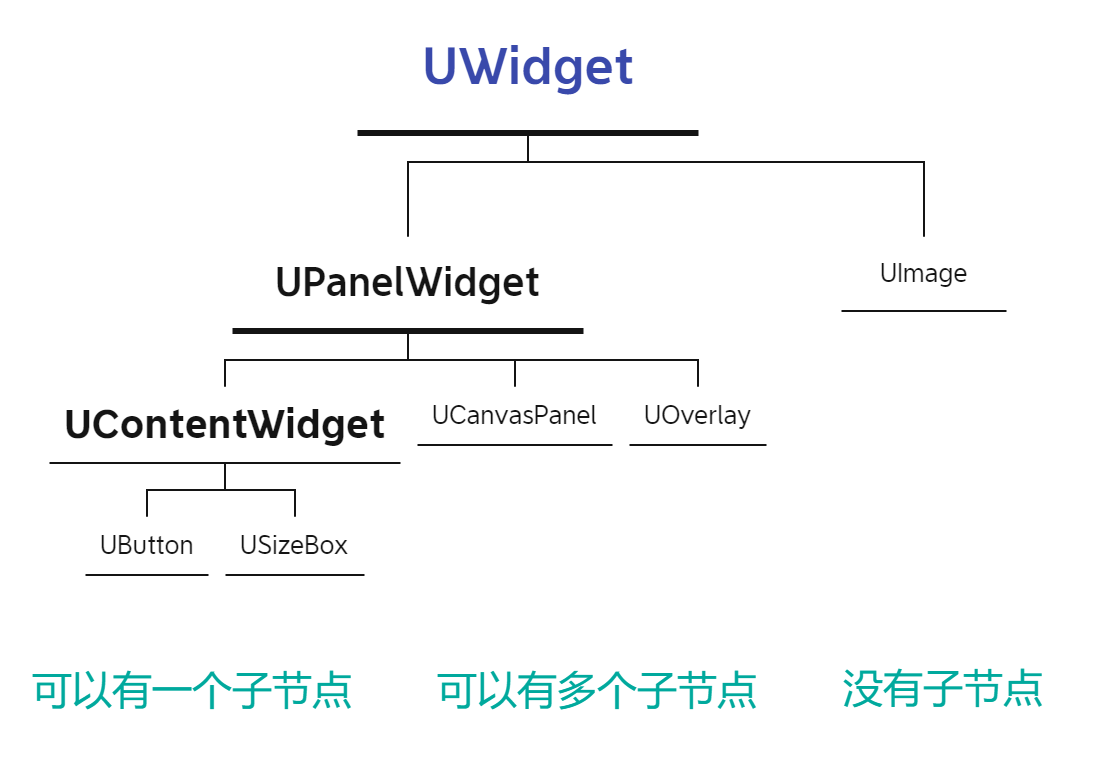 UWidget
UPanelWidget
UImage
UContentWidget
UCanvasPanel
UOverlay
UButton
USizeBox
可以有一个子节点
可以有多个子节点
没有子节点